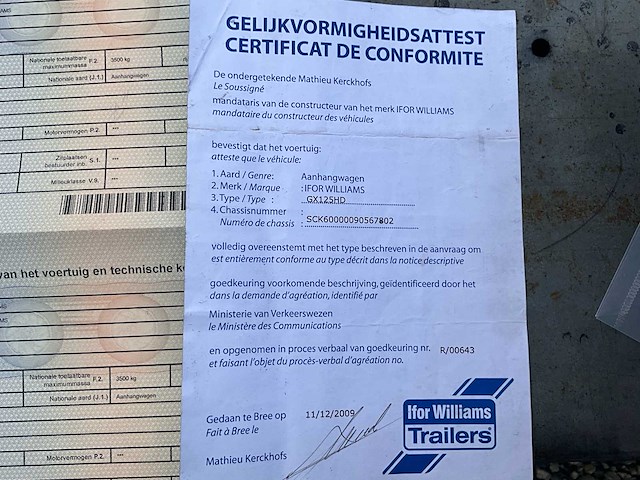 Nationale toelaatbare
maximummassa F.2. 3500 kg
Nationale aard (J.1.) Aanhangwagen
Motorvermogen P.2. ---
Zitplaatsen
bestuurder inb. S.1. ---
Milieuklasse V.9. ---
van het voertuig en technische
Nationale toelaatbare
maximummassa F.2. 3500 kg
Nationale aard (J.1.) Aanhangwagen
Motorvermogen P.2. ---
GELIJKVORMIGHEIDSATTEST
CERTIFICAT DE CONFORMITE
De ondergetekende Mathieu Kerckhofs
Le Soussigné
mandataris van de constructeur van het merk IFOR WILLIAMS
mandataire du constructeur des véhicules
bevestigt dat het voertuig:
atteste que le véhicule:
1. Aard / Genre: Aanhangwagen
2. Merk / Marque : IFOR WILLIAMS
3. Type / Type : GX125HD
4. Chassisnummer :
Numéro de chassis : SCK60000090567802
volledig overeenstemt met het type beschreven in de aanvraag om
est entièrement conforme au type décrit dans la notice descriptive
goedkeuring voorkomende beschrijving, geïdentificeerd door het
dans la demande d'agréation, identifié par
Ministerie van Verkeerswezen
le Ministère des Communications
en opgenomen in proces verbaal van goedkeuring nr. R/00643
et faisant l'objet du procès-verbal d'agréation no.
Gedaan te Bree op 11/12/2009
Fait à Bree le
Mathieu Kerckhofs
Ifor Williams
Trailers